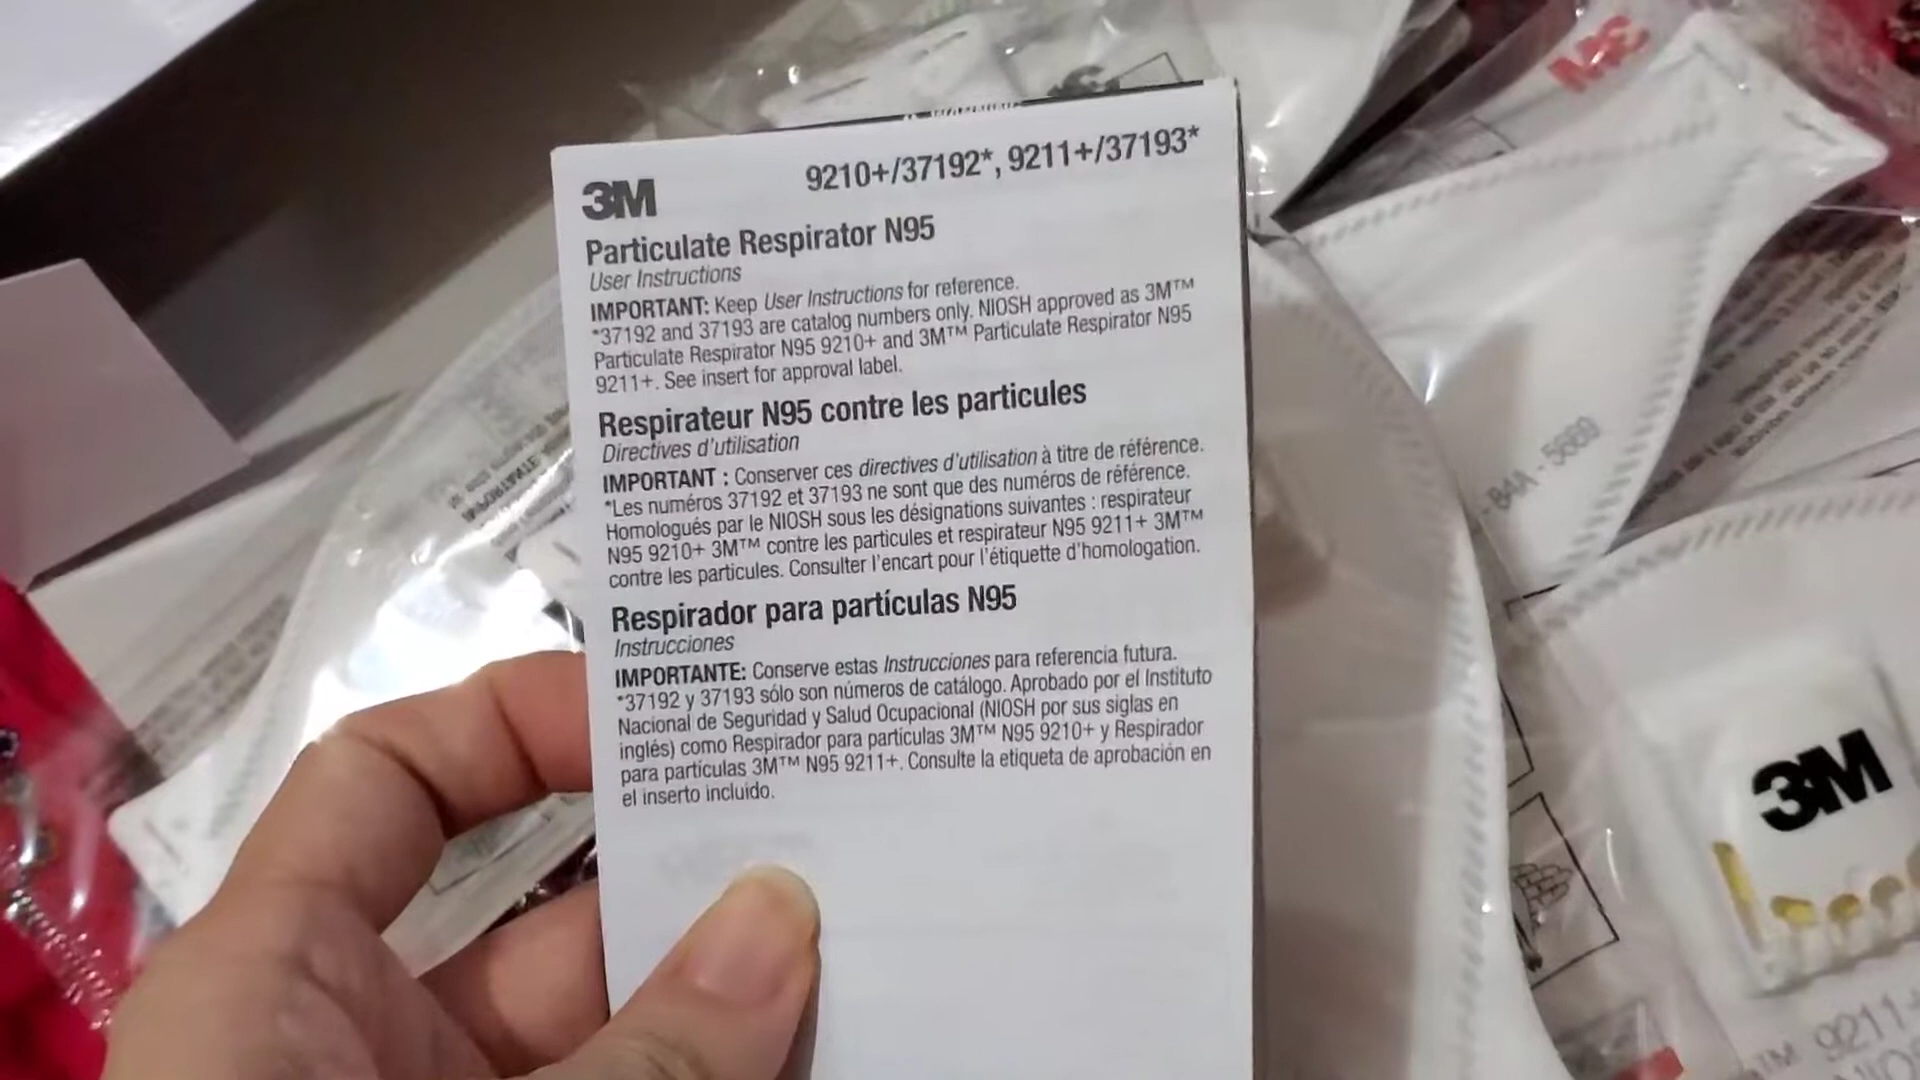 3M
9210+/37192*, 9211+/37193*
Particulate Respirator N95
User Instructions
IMPORTANT: Keep User Instructions for reference.
*37192 and 37193 are catalog numbers only. NIOSH approved as 3M™
Particulate Respirator N95 9210+ and 3M™ Particulate Respirator N95
9211+. See insert for approval label.
Respirateur N95 contre les particules
Directives d'utilisation
IMPORTANT : Conserver ces directives d'utilisation à titre de référence.
*Les numéros 37192 et 37193 ne sont que des numéros de référence.
Homologués par le NIOSH sous les désignations suivantes : respirateur
N95 9210+ 3M™ contre les particules et respirateur N95 9211+ 3M™
contre les particules. Consulter l'encart pour l'étiquette d'homologation.
Respirador para partículas N95
Instrucciones
IMPORTANTE: Conserve estas Instrucciones para referencia futura.
*37192 y 37193 sólo son números de catálogo. Aprobado por el Instituto
Nacional de Seguridad y Salud Ocupacional (NIOSH por sus siglas en
inglés) como Respirador para partículas 3M™ N95 9210+ y Respirador
para partículas 3M™ N95 9211+. Consulte la etiqueta de aprobación en
el inserto incluido.
3M
84A - 5669
3M
9211+